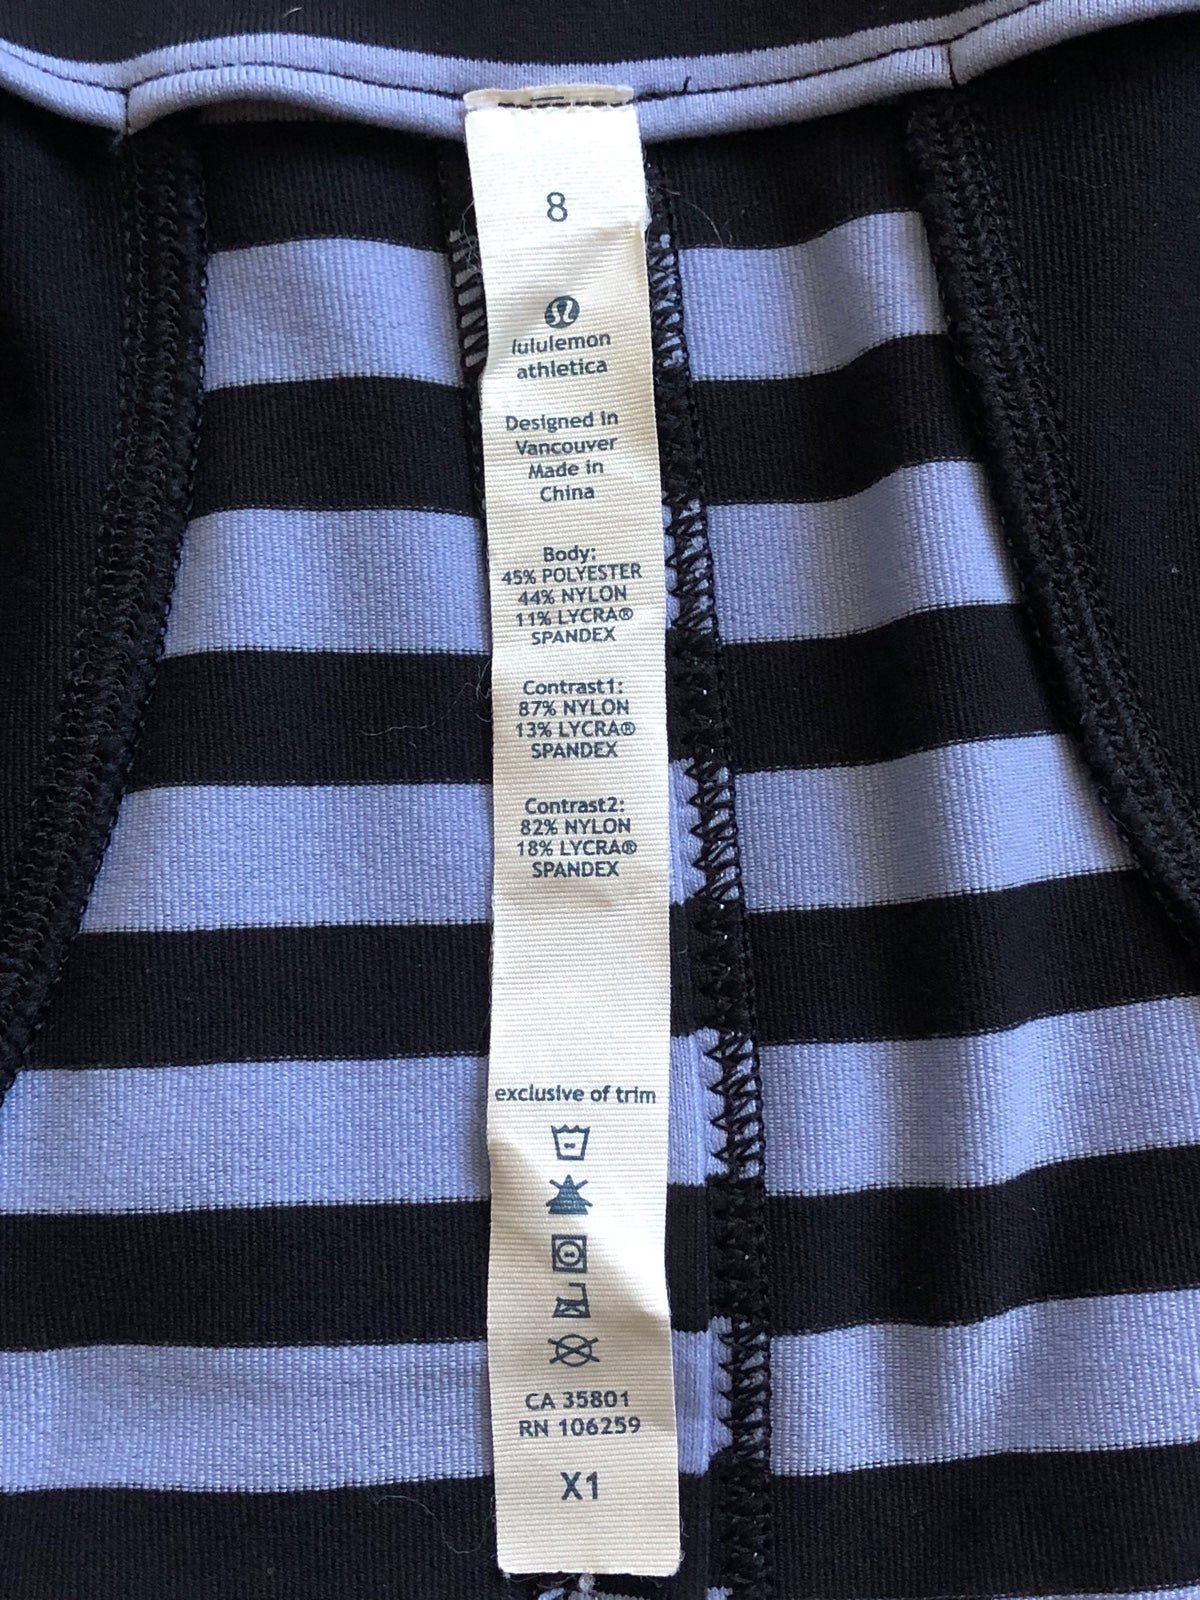 8
lululemon
athletica
Designed in
Vancouver
Made in
China
Body:
45% POLYESTER
44% NYLON
11% LYCRA®
SPANDEX
Contrast1:
87% NYLON
13% LYCRA®
SPANDEX
Contrast2:
82% NYLON
18% LYCRA®
SPANDEX
exclusive of trim
CA 35801
RN 106259
X1